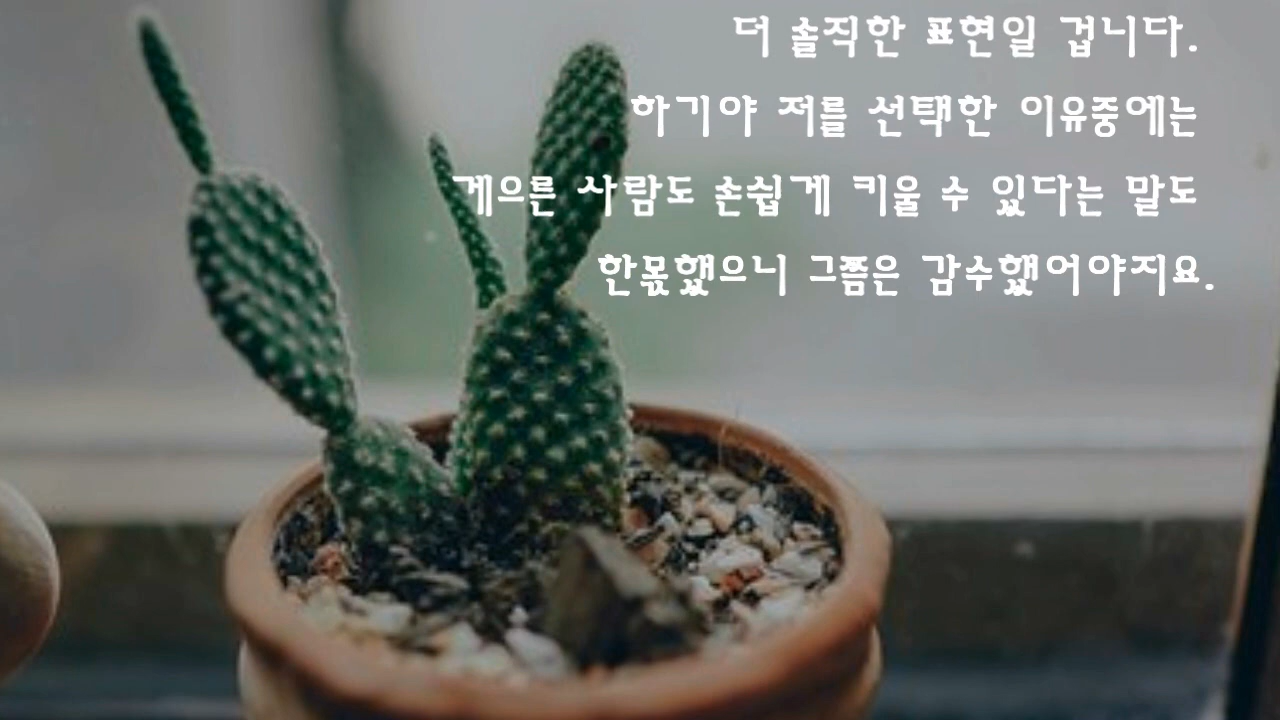 더 솔직한 표현일 겁니다.
하기야 저를 선택한 이유중에는
게으른 사람도 손쉽게 키울 수 있다는 말도
한몫했으니 그쯤은 감수했어야지요.